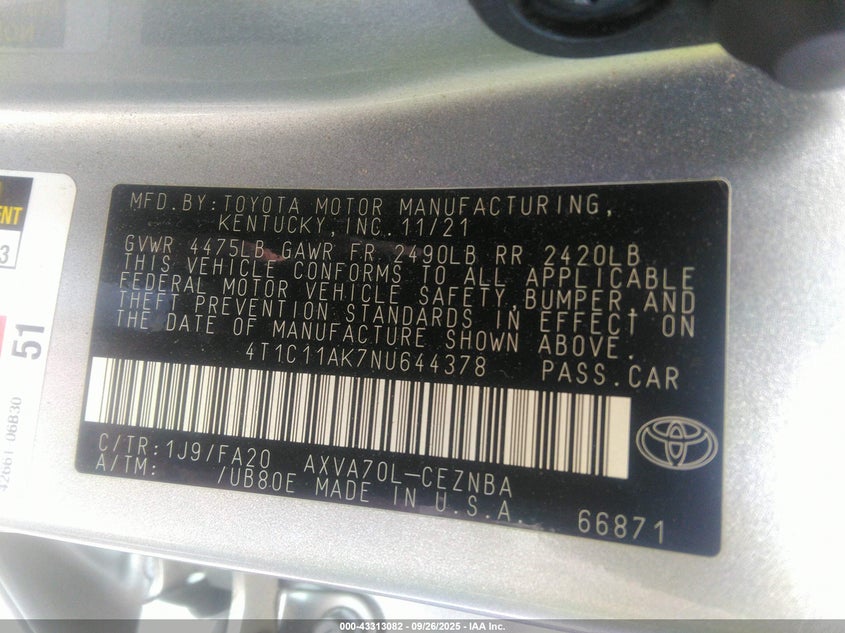 MFD.BY:TOYOTA MOTOR MANUFACTURING,
KENTUCKY,INC.11/21
GVWR 4475LB GAWR FR 2490LB RR 2420LB
THIS VEHICLE CONFORMS TO ALL APPLICABLE
FEDERAL MOTOR VEHICLE SAFETY,BUMPER,AND
THEFT PREVENTION STANDARDS IN EFFECT ON
THE DATE OF MANUFACTURE SHOWN ABOVE.
4T1C11AK7NU644378 PASS.CAR
C/TR:1J9/FA20 AXVA70L-CEZNBA
A/TM: /UB80E MADE IN U.S.A.
66871
3
51
42661 06B30
000-43313082 - 09/26/2025 - IAA Inc.